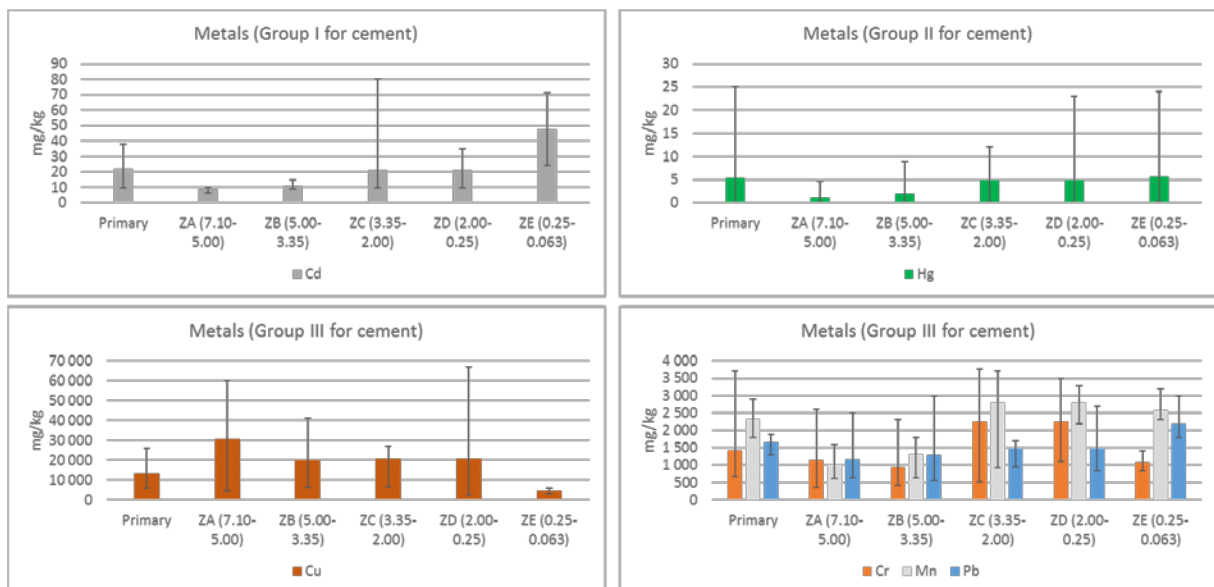 Metals (Group I for cement)
mg/kg
90
80
70
60
50
40
30
20
10
0
Primary
ZA (7.10-
5.00)
ZB (5.00-
3.35)
ZC (3.35-
2.00)
ZD (2.00-
0.25)
ZE (0.25-
0.063)
Cd
Metals (Group II for cement)
mg/kg
30
25
20
15
10
5
0
Primary
ZA (7.10-
5.00)
ZB (5.00-
3.35)
ZC (3.35-
2.00)
ZD (2.00-
0.25)
ZE (0.25-
0.063)
Hg
Metals (Group III for cement)
mg/kg
70 000
60 000
50 000
40 000
30 000
20 000
10 000
0
Primary
ZA (7.10-
5.00)
ZB (5.00-
3.35)
ZC (3.35-
2.00)
ZD (2.00-
0.25)
ZE (0.25-
0.063)
Cu
Metals (Group III for cement)
mg/kg
4 000
3 500
3 000
2 500
2 000
1 500
1 000
500
0
Primary
ZA (7.10-
5.00)
ZB (5.00-
3.35)
ZC (3.35-
2.00)
ZD (2.00-
0.25)
ZE (0.25-
0.063)
Cr Mn Pb